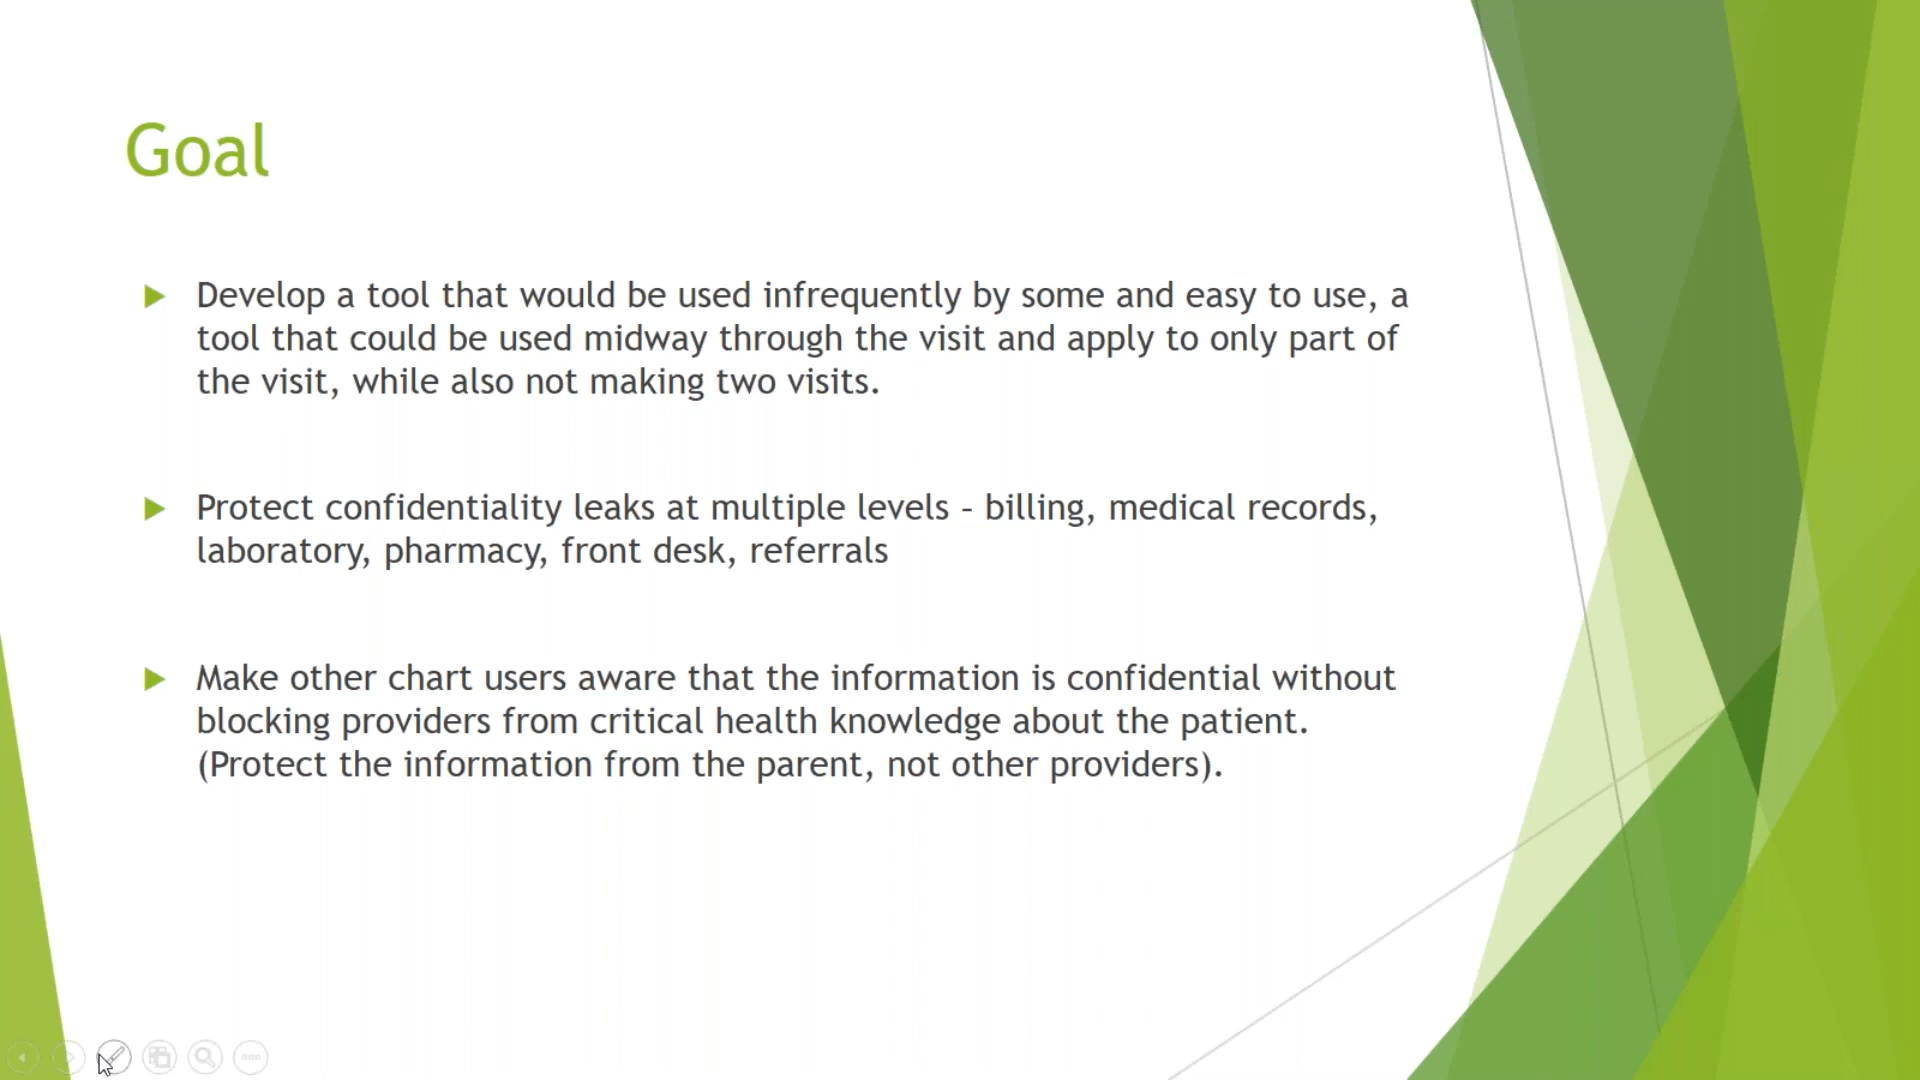 Goal
Develop a tool that would be used infrequently by some and easy to use, a
tool that could be used midway through the visit and apply to only part of
the visit, while also not making two visits.
Protect confidentiality leaks at multiple levels – billing, medical records,
laboratory, pharmacy, front desk, referrals
Make other chart users aware that the information is confidential without
blocking providers from critical health knowledge about the patient.
(Protect the information from the parent, not other providers).